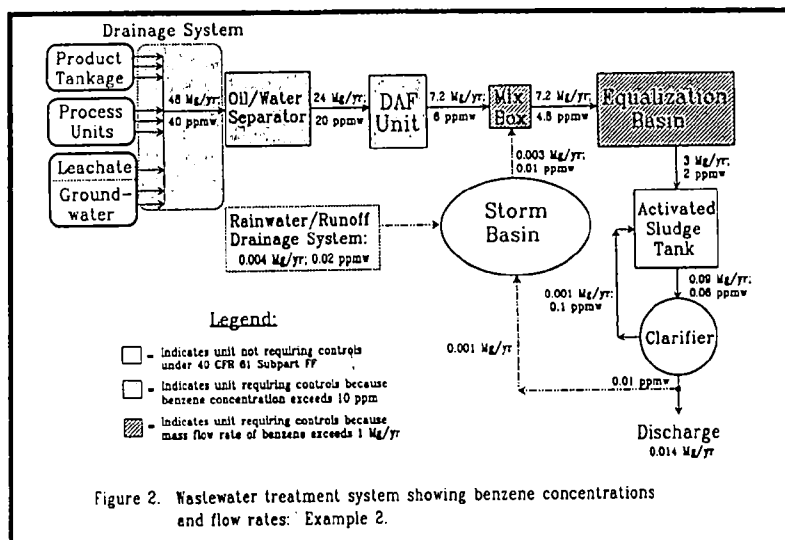 Drainage System
Product
Tankage
Process
Units
Leachate
Ground-
water
48 Mg/yr;
40 ppmw
Oil/Water
Separator
24 Mg/yr;
20 ppmw
DAF
Unit
7.2 Mg/yr;
6 ppmw
Mix
Box
7.2 Mg/yr;
4.8 ppmw
Equalization
Basin
0.003 Mg/yr;
0.01 ppmw
3 Mg/yr;
2 ppmw
Rainwater/Runoff
Drainage System:
0.004 Mg/yr; 0.02 ppmw
Storm
Basin
Activated
Sludge
Tank
0.09 Mg/yr;
0.06 ppmw
0.001 Mg/yr;
0.1 ppmw
Clarifier
0.001 Mg/yr
0.01 ppmw
Discharge
0.014 Mg/yr
Legend:
= Indicates unit not requiring controls
under 40 CFR 61 Subpart FF
= Indicates unit requiring controls because
benzene concentration exceeds 10 ppm
= Indicates unit requiring controls because
mass flow rate of benzene exceeds 1 Mg/yr
Figure 2. Wastewater treatment system showing benzene concentrations
and flow rates: Example 2.